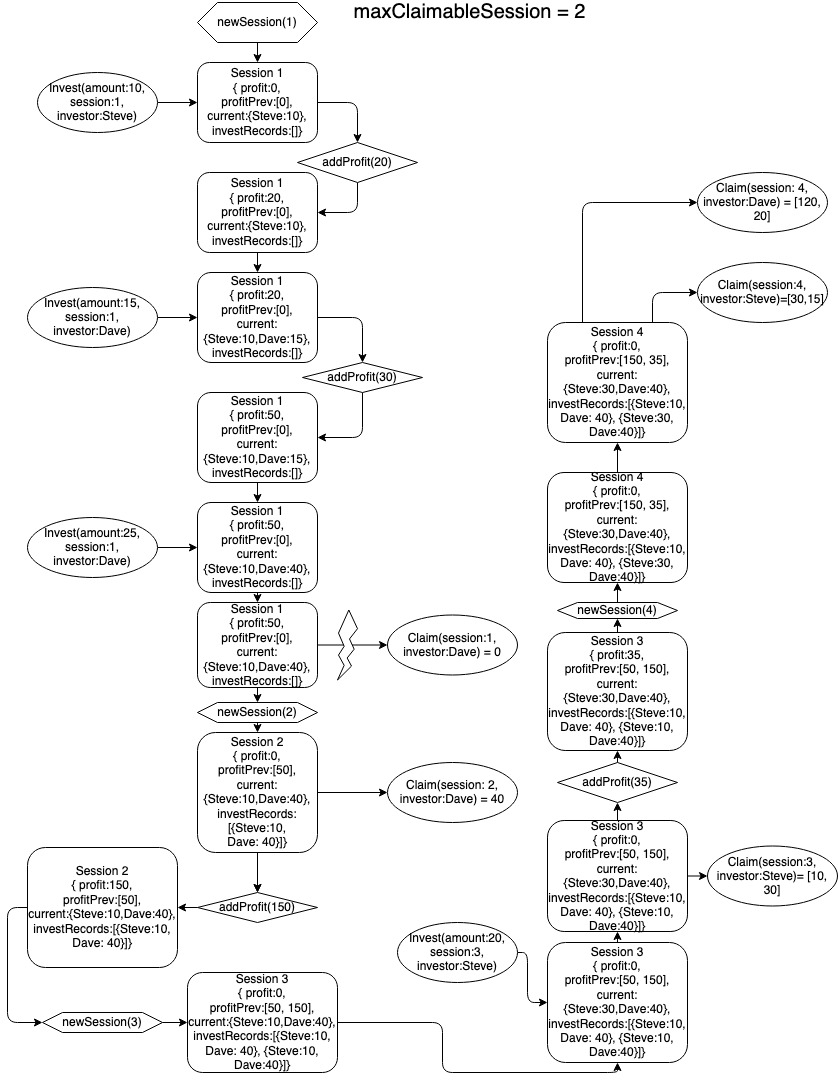 maxClaimableSession = 2
newSession(1)
Invest(amount:10,
session:1,
investor:Steve)
Session 1
{ profit:0,
profitPrev:[0],
current:{Steve:10},
investRecords:[]}
addProfit(20)
Session 1
{ profit:20,
profitPrev:[0],
current:{Steve:10},
investRecords:[]}
Invest(amount:15,
session:1,
investor:Dave)
Session 1
{ profit:20,
profitPrev:[0],
current:
{Steve:10,Dave:15},
investRecords:[]}
addProfit(30)
Session 1
{ profit:50,
profitPrev:[0],
current:
{Steve:10,Dave:15},
investRecords:[]}
Invest(amount:25,
session:1,
investor:Dave)
Session 1
{ profit:50,
profitPrev:[0],
current:
{Steve:10,Dave:40},
investRecords:[]}
Session 1
{ profit:50,
profitPrev:[0],
current:
{Steve:10,Dave:40},
investRecords:[]}
Claim(session:1,
investor:Dave) = 0
newSession(2)
Session 2
{ profit:0,
profitPrev:[50],
current:
{Steve:10,Dave:40},
investRecords:
[{Steve:10,
Dave: 40}]}
Claim(session: 2,
investor:Dave) = 40
addProfit(150)
Session 2
{ profit:150,
profitPrev:[50],
current:{Steve:10,Dave:40},
investRecords:[{Steve:10,
Dave: 40}]}
newSession(3)
Session 3
{ profit:0,
profitPrev:[50, 150],
current:{Steve:10,Dave:40},
investRecords:[{Steve:10,
Dave: 40}, {Steve:10,
Dave:40}]}
Invest(amount:20,
session:3,
investor:Steve)
Session 3
{ profit:0,
profitPrev:[50, 150],
current:
{Steve:30,Dave:40},
investRecords:[{Steve:10,
Dave: 40}, {Steve:10,
Dave:40}]}
Session 3
{ profit:0,
profitPrev:[50, 150],
current:
{Steve:30,Dave:40},
investRecords:[{Steve:10,
Dave: 40}, {Steve:10,
Dave:40}]}
Claim(session:3,
investor:Steve)= [10,
30]
addProfit(35)
Session 3
{ profit:35,
profitPrev:[50, 150],
current:
{Steve:30,Dave:40},
investRecords:[{Steve:10,
Dave: 40}, {Steve:10,
Dave:40}]}
newSession(4)
Session 4
{ profit:0,
profitPrev:[150, 35],
current:
{Steve:30,Dave:40},
investRecords:[{Steve:10,
Dave: 40}, {Steve:30,
Dave:40}]}
Session 4
{ profit:0,
profitPrev:[150, 35],
current:
{Steve:30,Dave:40},
investRecords:[{Steve:10,
Dave: 40}, {Steve:30,
Dave:40}]}
Claim(session:4,
investor:Steve)=[30,15]
Claim(session: 4,
investor:Dave) = [120,
20]